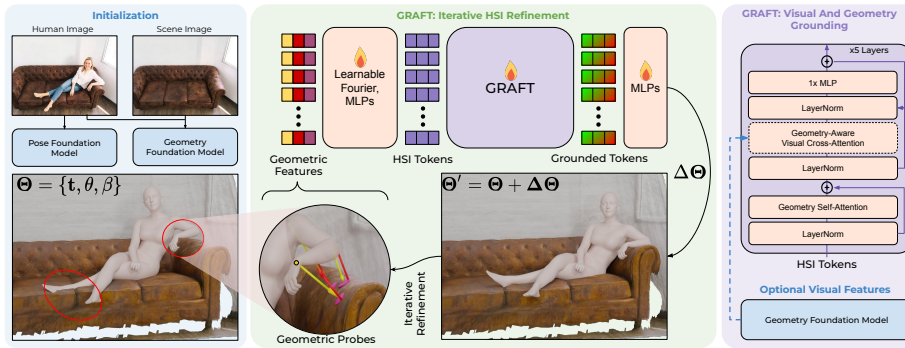 Initialization
Human Image
Scene Image
Pose Foundation
Model
Geometry
Foundation Model
Θ = {t, θ, β}
GRAFT: Iterative HSI Refinement
Learnable
Fourier,
MLPs
GRAFT
MLPs
Geometric
Features
HSI Tokens
Grounded Tokens
ΔΘ
Θ′ = Θ + ΔΘ
Iterative
Refinement
Geometric Probes
GRAFT: Visual And Geometry
Grounding
x5 Layers
1x MLP
LayerNorm
Geometry-Aware
Visual Cross-Attention
LayerNorm
Geometry Self-Attention
LayerNorm
HSI Tokens
Optional Visual Features
Geometry Foundation Model